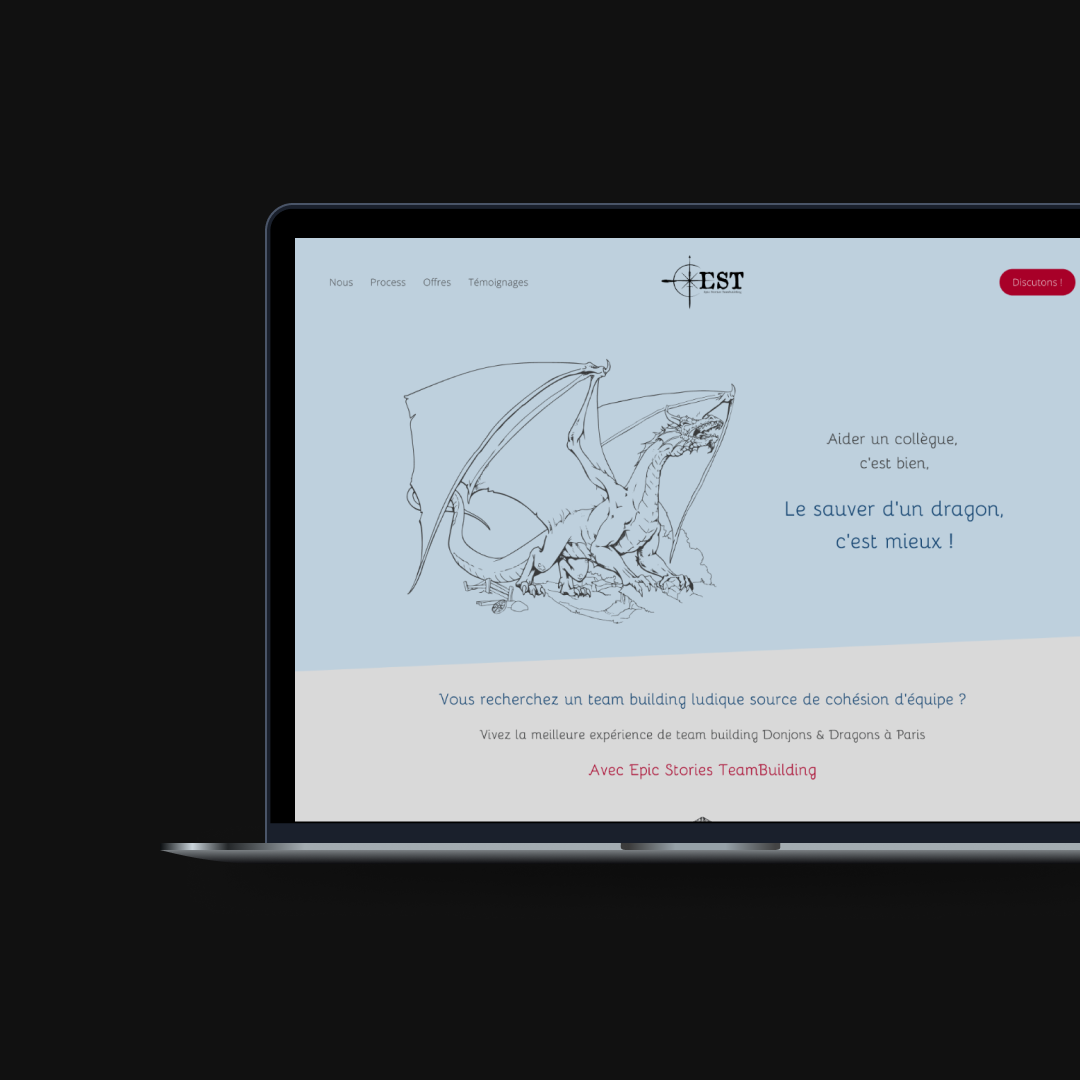 Nous Process Offres Témoignages
EST
Discutons !
Aider un collègue,
c'est bien,
Le sauver d'un dragon,
c'est mieux !
Vous recherchez un team building ludique source de cohésion d'équipe ?
Vivez la meilleure expérience de team building Donjons & Dragons à Paris
Avec Epic Stories TeamBuilding